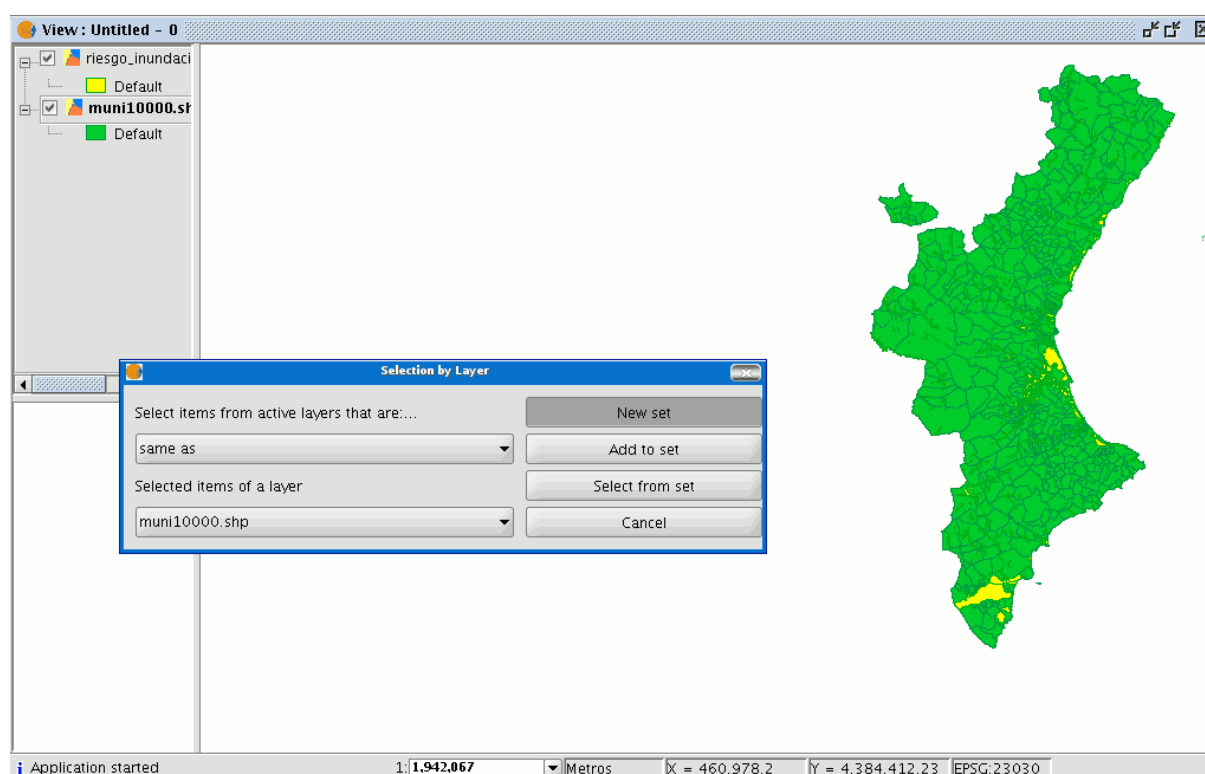 View : Untitled - 0
riesgo_inundaci
Default
muni10000.sh
Default
Selection by Layer
Select items from active layers that are:...
New set
same as
Add to set
Selected items of a layer
Select from set
muni10000.shp
Cancel
Application started
1: 1,942,067
Metros
X = 460.978,2
Y = 4.384.412,23
EPSG:23030